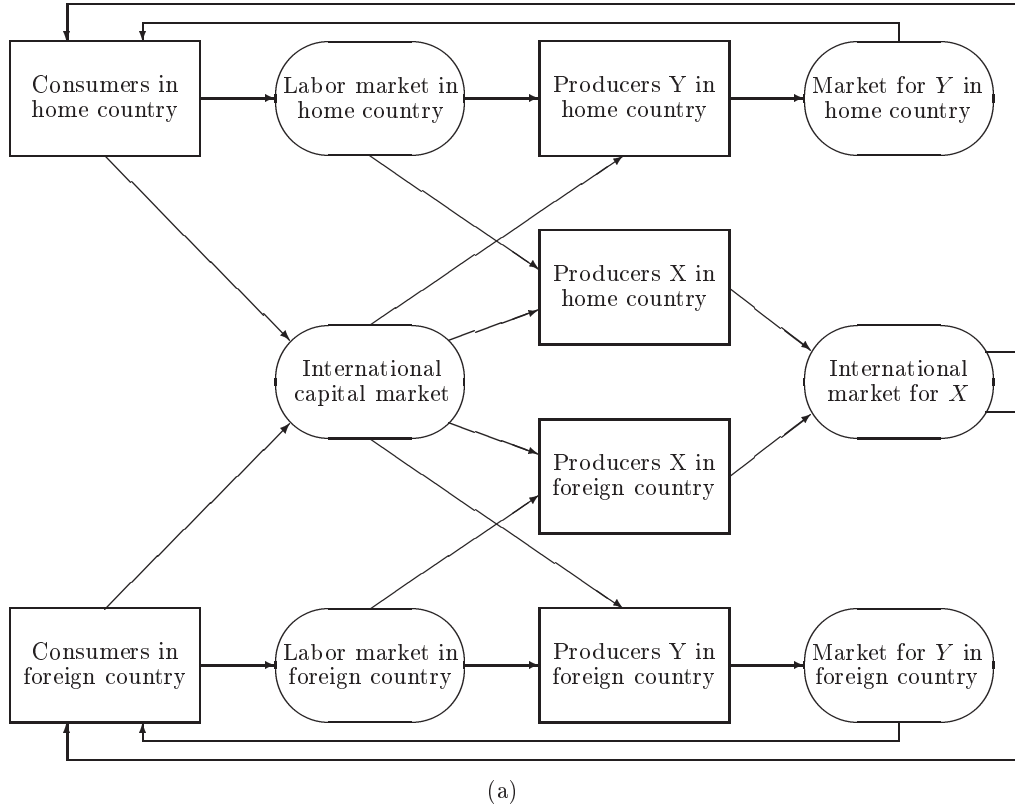 Consumers in
home country
Labor market in
home country
Producers Y in
home country
Market for Y in
home country
Producers X in
home country
International
capital market
International
market for X
Producers X in
foreign country
Consumers in
foreign country
Labor market in
foreign country
Producers Y in
foreign country
Market for Y in
foreign country
(a)